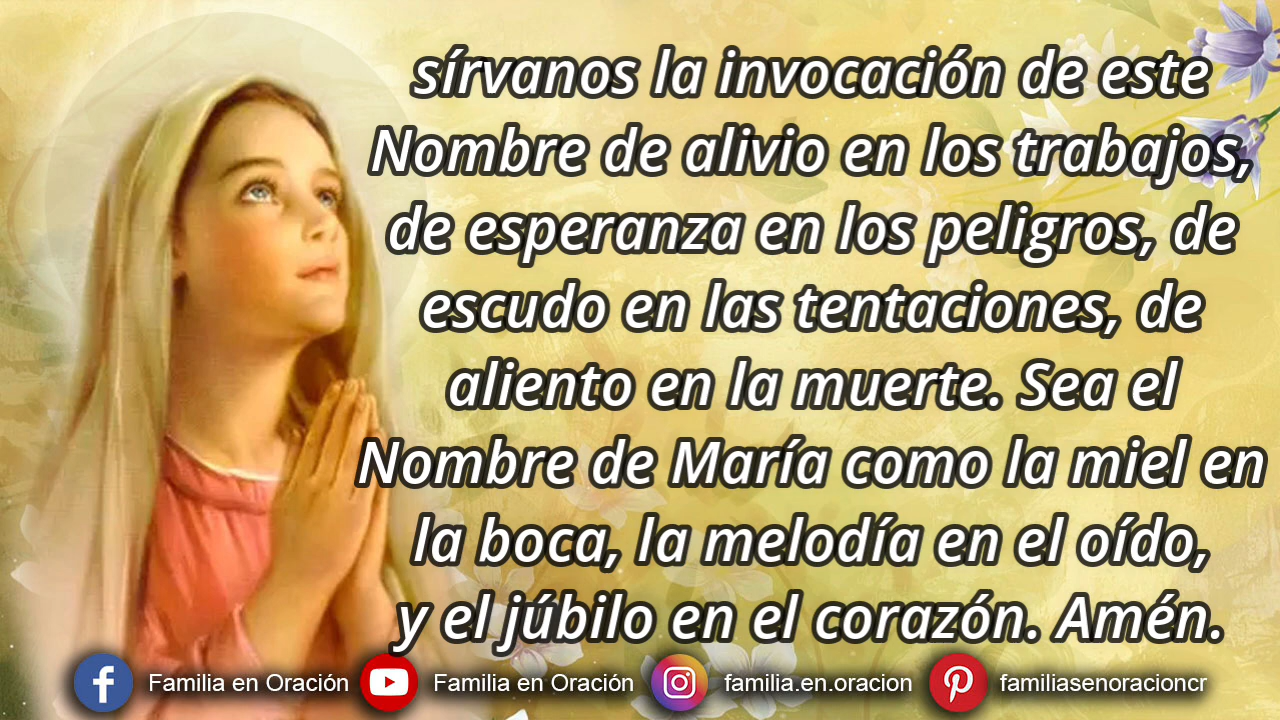 sírvanos la invocación de este
Nombre de alivio en los trabajos,
de esperanza en los peligros, de
escudo en las tentaciones, de
aliento en la muerte. Sea el
Nombre de María como la miel en
la boca, la melodía en el oído,
y el júbilo en el corazón. Amén.
Familia en Oración Familia en Oración familia.en.oracion familiasenoracioncr